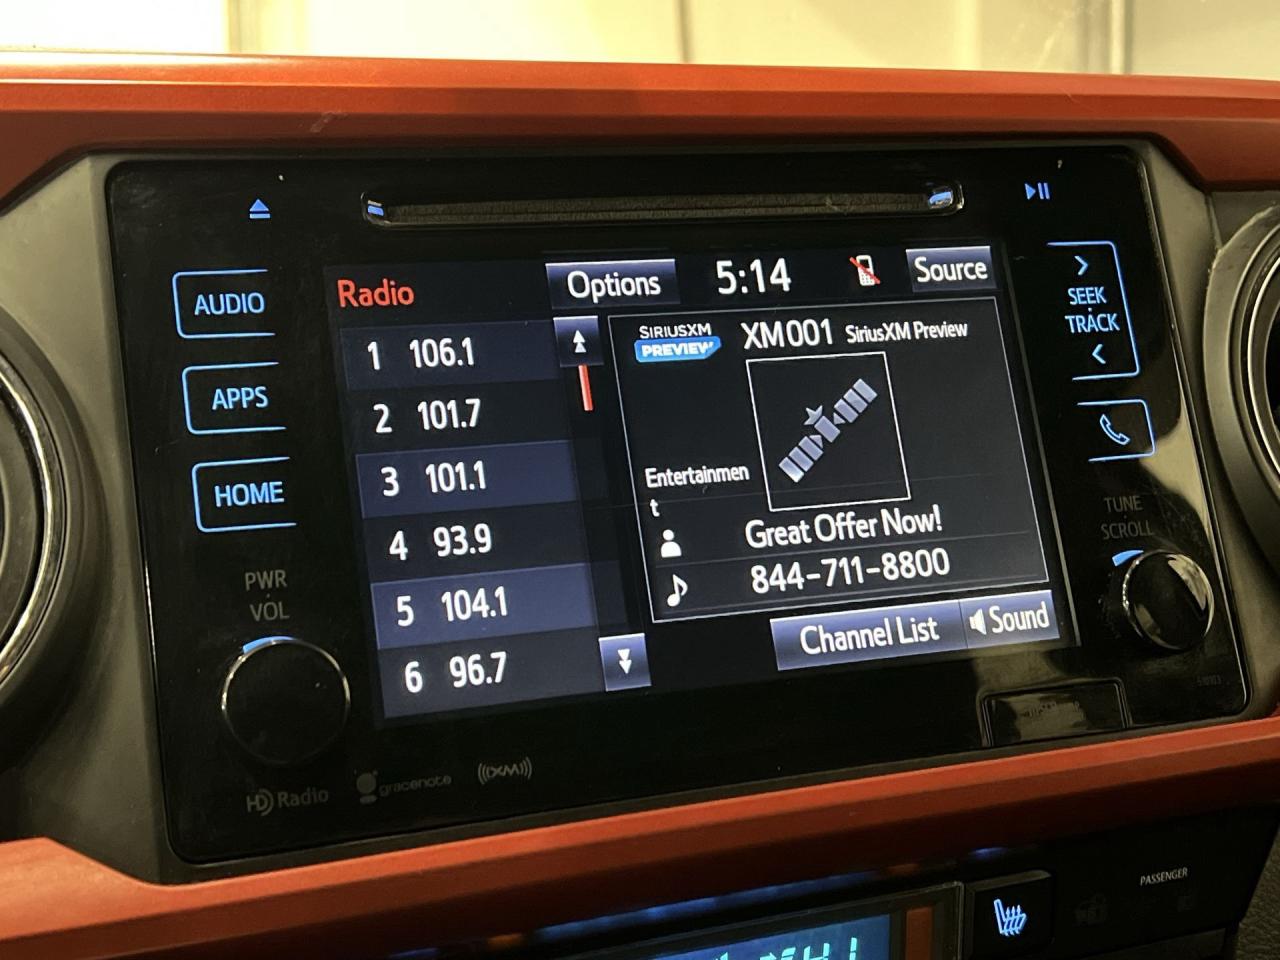 AUDIO
APPS
HOME
PWR
VOL
HD Radio
gracenote
((XM))
Radio
Options
5:14
Source
1 106.1
2 101.7
3 101.1
4 93.9
5 104.1
6 96.7
SIRIUSXM
PREVIEW
XM001 SiriusXM Preview
Entertainmen
t
Great Offer Now!
844-711-8800
Channel List
Sound
SEEK
TRACK
TUNE
SCROLL
510103
PASSENGER